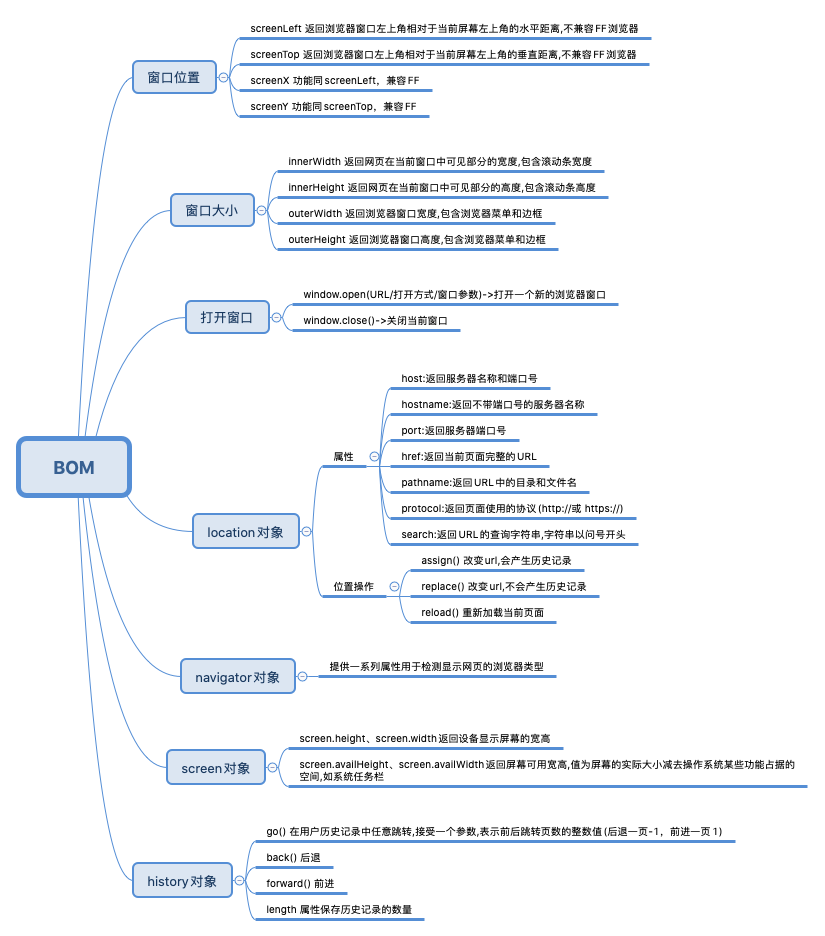 BOM
窗口位置
screenLeft 返回浏览器窗口左上角相对于当前屏幕左上角的水平距离,不兼容FF浏览器
screenTop 返回浏览器窗口左上角相对于当前屏幕左上角的垂直距离,不兼容FF浏览器
screenX 功能同screenLeft，兼容FF
screenY 功能同screenTop，兼容FF
窗口大小
innerWidth 返回网页在当前窗口中可见部分的宽度,包含滚动条宽度
innerHeight 返回网页在当前窗口中可见部分的高度,包含滚动条高度
outerWidth 返回浏览器窗口宽度,包含浏览器菜单和边框
outerHeight 返回浏览器窗口高度,包含浏览器菜单和边框
打开窗口
window.open(URL/打开方式/窗口参数)->打开一个新的浏览器窗口
window.close()->关闭当前窗口
location对象
属性
host:返回服务器名称和端口号
hostname:返回不带端口号的服务器名称
port:返回服务器端口号
href:返回当前页面完整的URL
pathname:返回URL中的目录和文件名
protocol:返回页面使用的协议(http://或 https://)
search:返回URL的查询字符串,字符串以问号开头
位置操作
assign() 改变url,会产生历史记录
replace() 改变url,不会产生历史记录
reload() 重新加载当前页面
navigator对象
提供一系列属性用于检测显示网页的浏览器类型
screen对象
screen.height、screen.width返回设备显示屏幕的宽高
screen.availHeight、screen.availWidth返回屏幕可用宽高,值为屏幕的实际大小减去操作系统某些功能占据的
空间,如系统任务栏
history对象
go() 在用户历史记录中任意跳转,接受一个参数,表示前后跳转页数的整数值(后退一页-1，前进一页 1)
back() 后退
forward() 前进
length 属性保存历史记录的数量